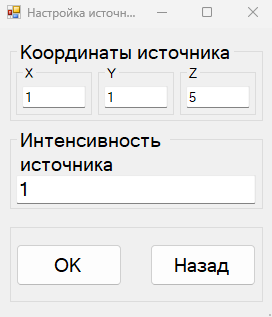 Настройка источн...
Координаты источника
X Y Z
1 1 5
Интенсивность
источника
1
OK Назад